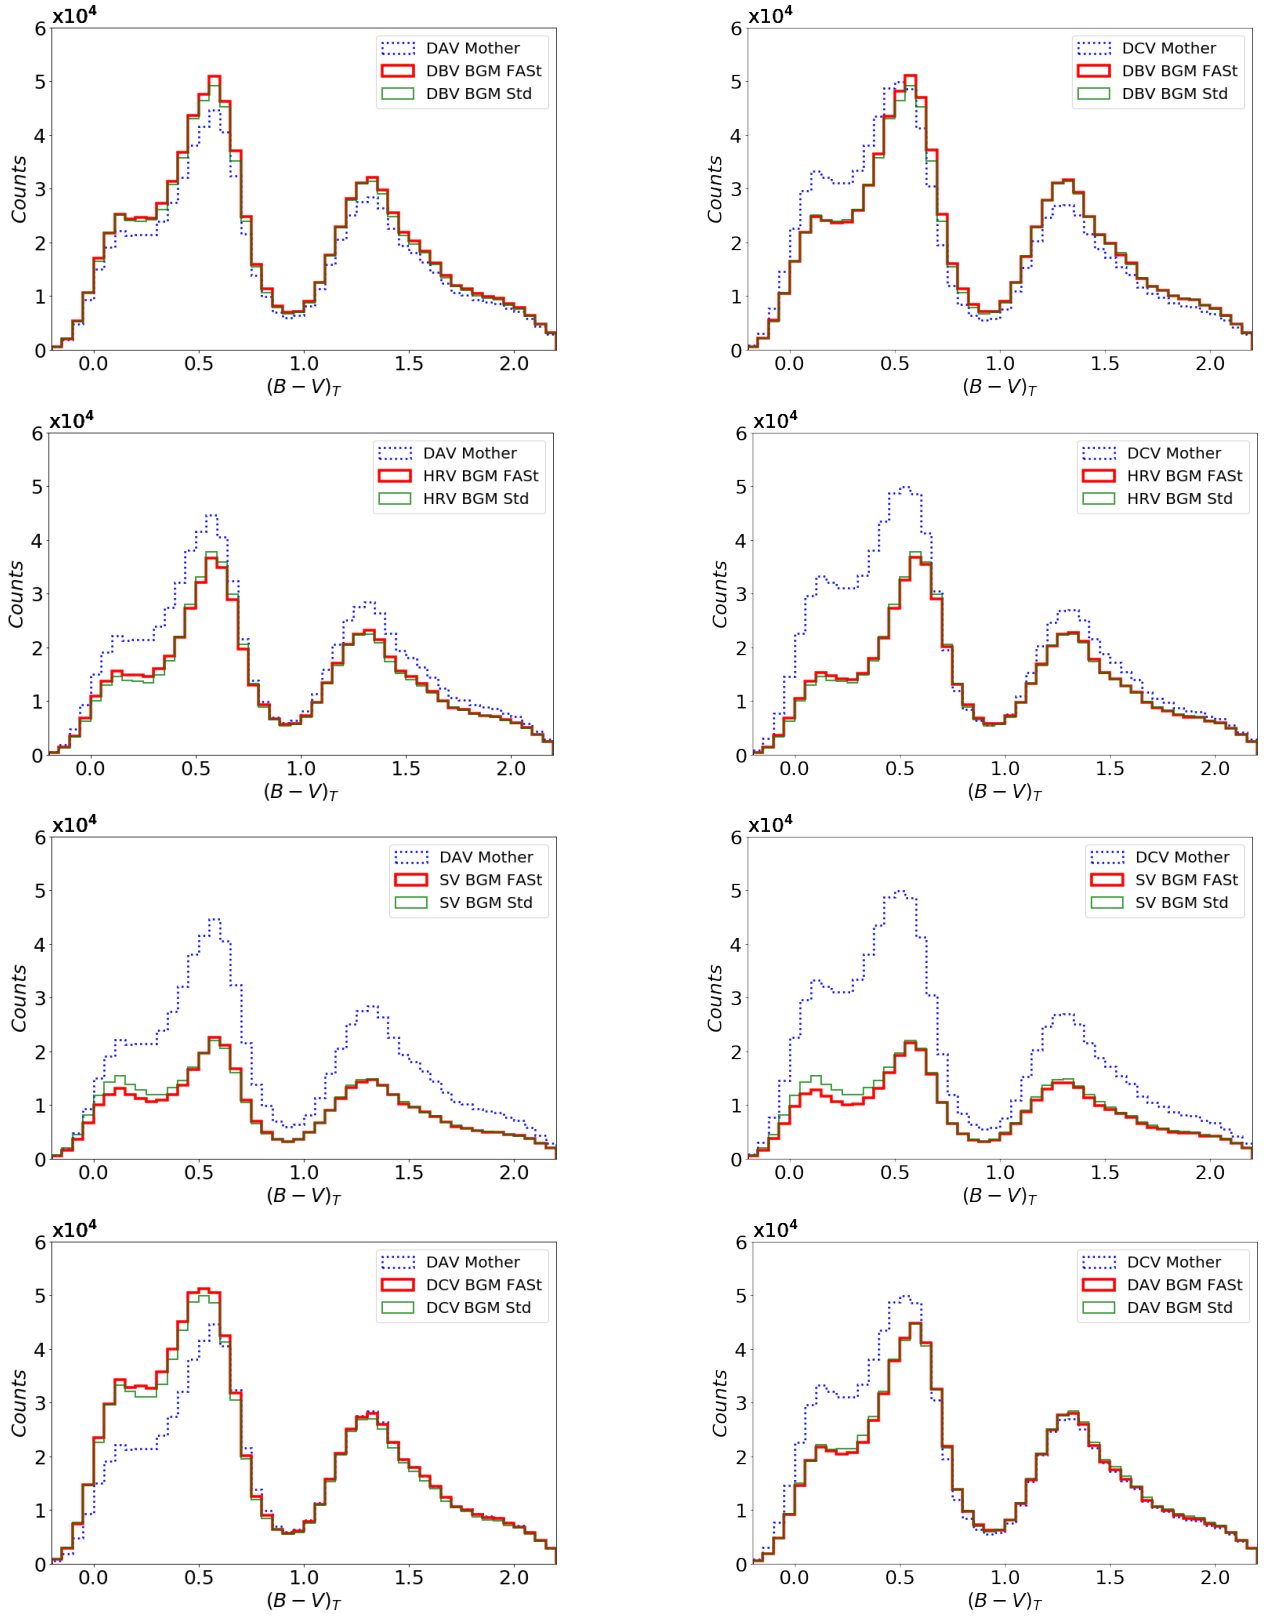 x10^4
6
5
4
3
2
1
0
Counts
DAV Mother
DBV BGM FASt
DBV BGM Std
0.0 0.5 1.0 1.5 2.0
(B − V)_T
x10^4
6
5
4
3
2
1
0
Counts
DCV Mother
DBV BGM FASt
DBV BGM Std
0.0 0.5 1.0 1.5 2.0
(B − V)_T
x10^4
6
5
4
3
2
1
0
Counts
DAV Mother
HRV BGM FASt
HRV BGM Std
0.0 0.5 1.0 1.5 2.0
(B − V)_T
x10^4
6
5
4
3
2
1
0
Counts
DCV Mother
HRV BGM FASt
HRV BGM Std
0.0 0.5 1.0 1.5 2.0
(B − V)_T
x10^4
6
5
4
3
2
1
0
Counts
DAV Mother
SV BGM FASt
SV BGM Std
0.0 0.5 1.0 1.5 2.0
(B − V)_T
x10^4
6
5
4
3
2
1
0
Counts
DCV Mother
SV BGM FASt
SV BGM Std
0.0 0.5 1.0 1.5 2.0
(B − V)_T
x10^4
6
5
4
3
2
1
0
Counts
DAV Mother
DCV BGM FASt
DCV BGM Std
0.0 0.5 1.0 1.5 2.0
(B − V)_T
x10^4
6
5
4
3
2
1
0
Counts
DCV Mother
DAV BGM FASt
DAV BGM Std
0.0 0.5 1.0 1.5 2.0
(B − V)_T